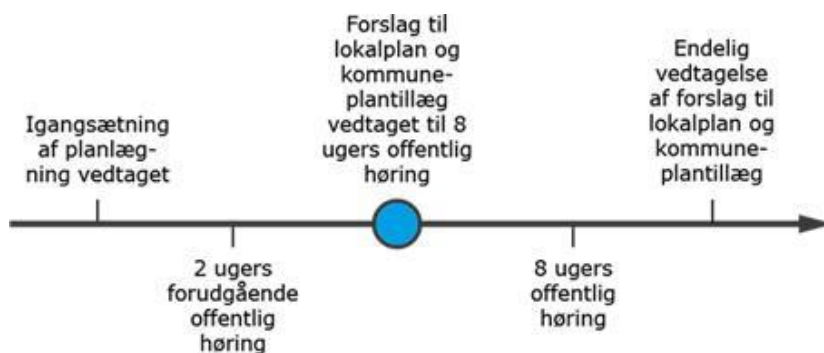 Igangsætning
af planlæg-
ning vedtaget
2 ugers
forudgående
offentlig
høring
Forslag til
lokalplan og
kommune-
plantillæg
vedtaget til 8
ugers offentlig
høring
8 ugers
offentlig
høring
Endelig
vedtagelse
af forslag til
lokalplan og
kommune-
plantillæg